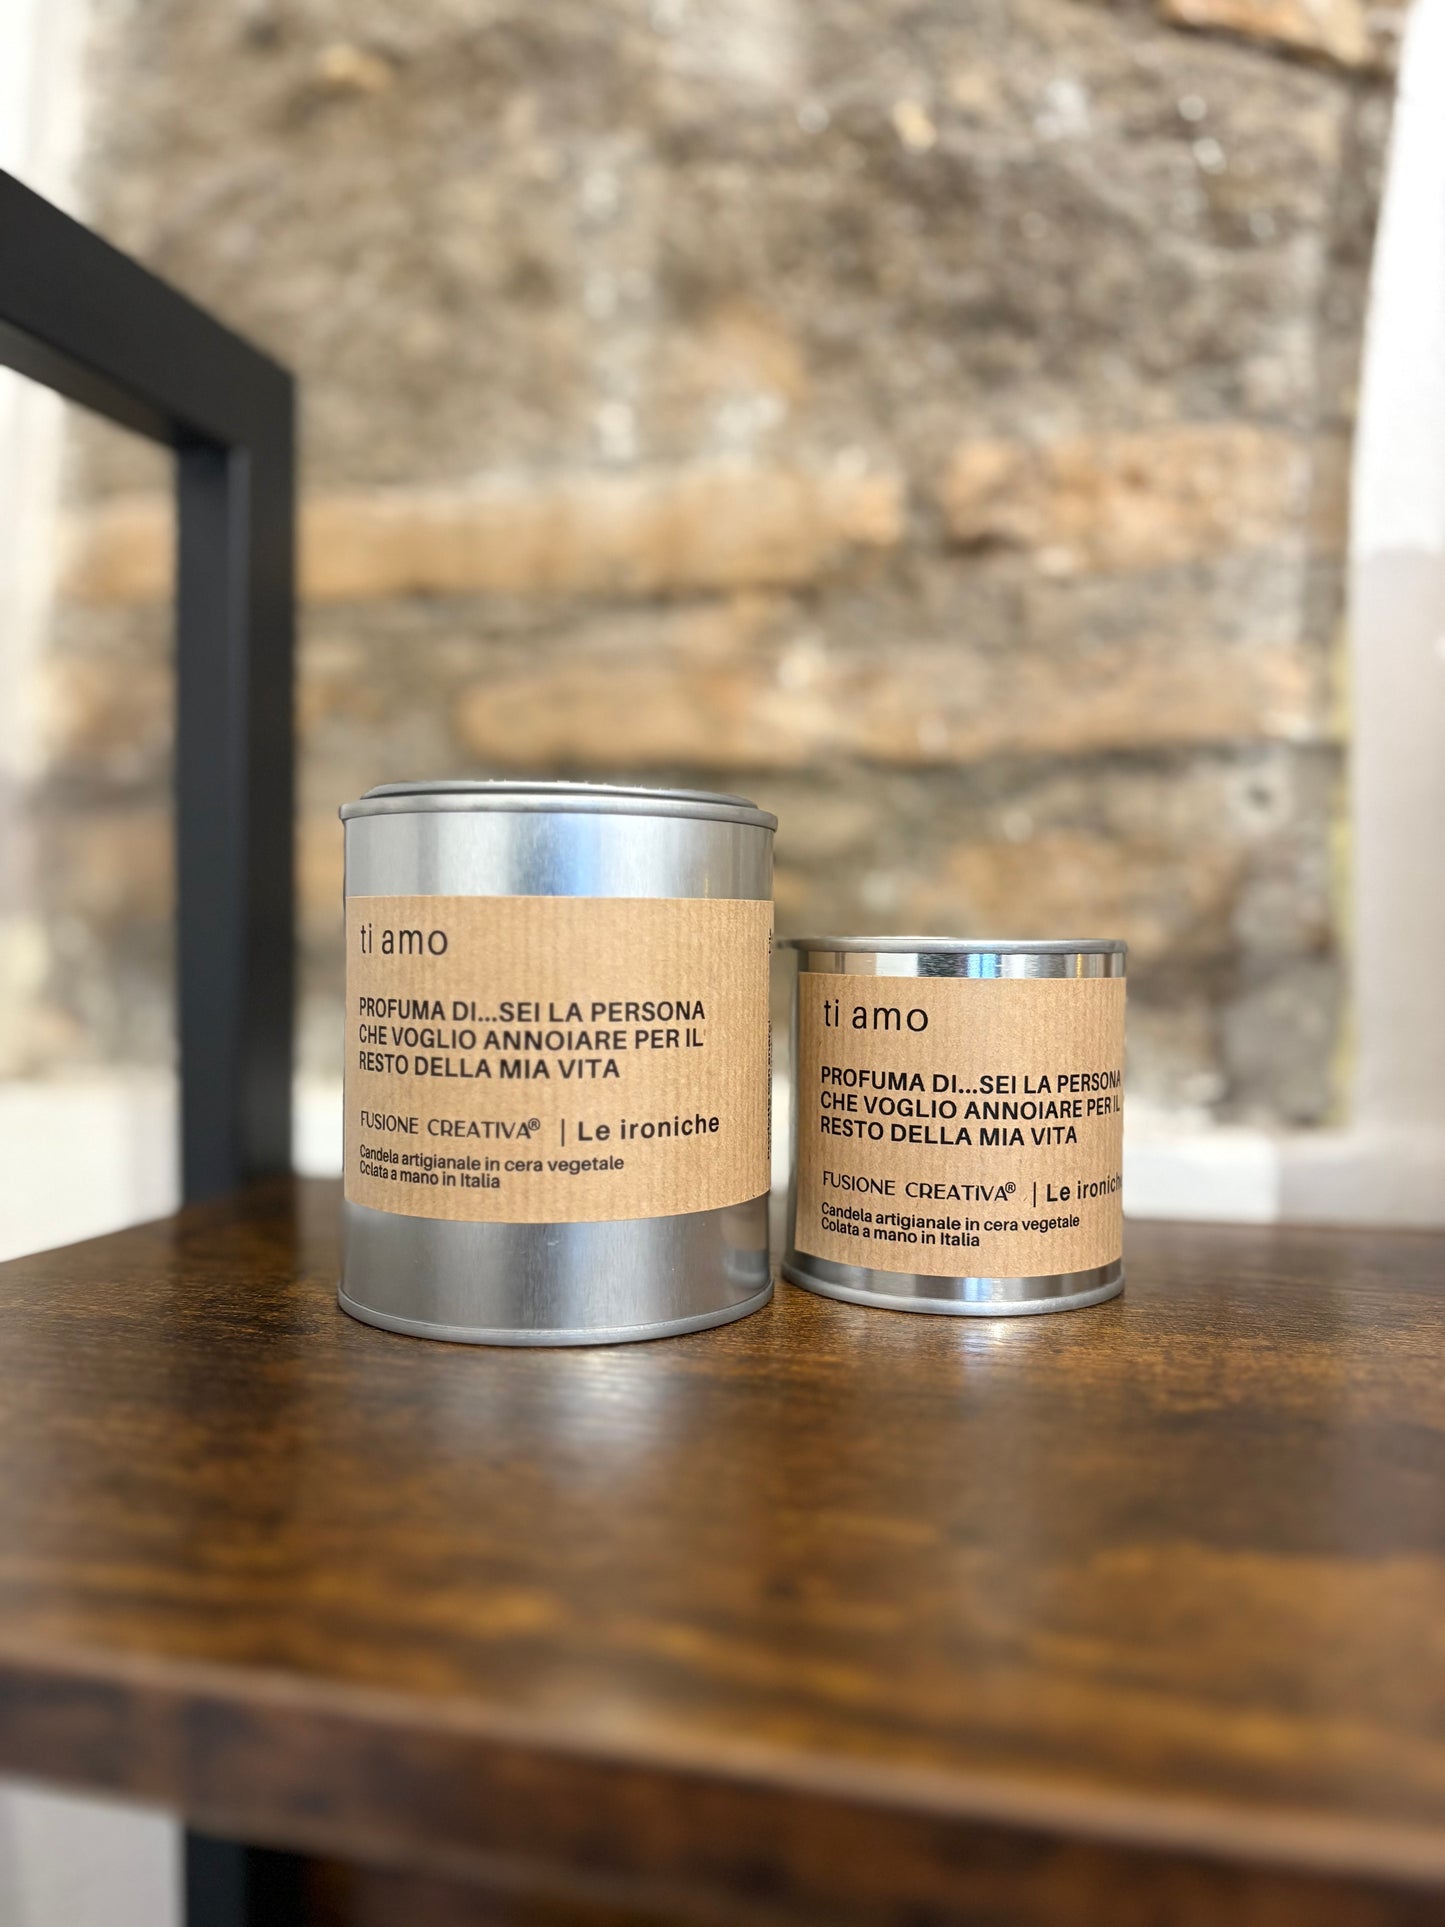 ti amo
PROFUMA DI...SEI LA PERSONA
CHE VOGLIO ANNOIARE PER IL
RESTO DELLA MIA VITA
FUSIONE CREATIVA® | Le ironiche
Candela artigianale in cera vegetale
Colata a mano in Italia
ti amo
PROFUMA DI...SEI LA PERSONA
CHE VOGLIO ANNOIARE PER IL
RESTO DELLA MIA VITA
FUSIONE CREATIVA® | Le ironiche
Candela artigianale in cera vegetale
Colata a mano in Italia